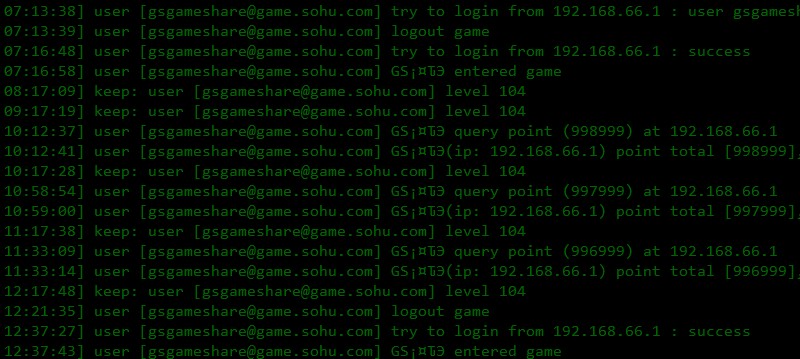 07:13:38] user [gsgameshare@game.sohu.com] try to login from 192.168.66.1 : user gsgamesh
07:13:39] user [gsgameshare@game.sohu.com] logout game
07:16:48] user [gsgameshare@game.sohu.com] try to login from 192.168.66.1 : success
07:16:58] user [gsgameshare@game.sohu.com] GS¡¤ŒЭ entered game
08:17:09] keep: user [gsgameshare@game.sohu.com] level 104
09:17:19] keep: user [gsgameshare@game.sohu.com] level 104
10:12:37] user [gsgameshare@game.sohu.com] GS¡¤ŒЭ query point (998999) at 192.168.66.1
10:12:41] user [gsgameshare@game.sohu.com] GS¡¤ŒЭ(ip: 192.168.66.1) point total [998999],
10:17:28] keep: user [gsgameshare@game.sohu.com] level 104
10:58:54] user [gsgameshare@game.sohu.com] GS¡¤ŒЭ query point (997999) at 192.168.66.1
10:59:00] user [gsgameshare@game.sohu.com] GS¡¤ŒЭ(ip: 192.168.66.1) point total [997999],
11:17:38] keep: user [gsgameshare@game.sohu.com] level 104
11:33:09] user [gsgameshare@game.sohu.com] GS¡¤ŒЭ query point (996999) at 192.168.66.1
11:33:14] user [gsgameshare@game.sohu.com] GS¡¤ŒЭ(ip: 192.168.66.1) point total [996999],
12:17:48] keep: user [gsgameshare@game.sohu.com] level 104
12:21:35] user [gsgameshare@game.sohu.com] logout game
12:37:27] user [gsgameshare@game.sohu.com] try to login from 192.168.66.1 : success
12:37:43] user [gsgameshare@game.sohu.com] GS¡¤ŒЭ entered game